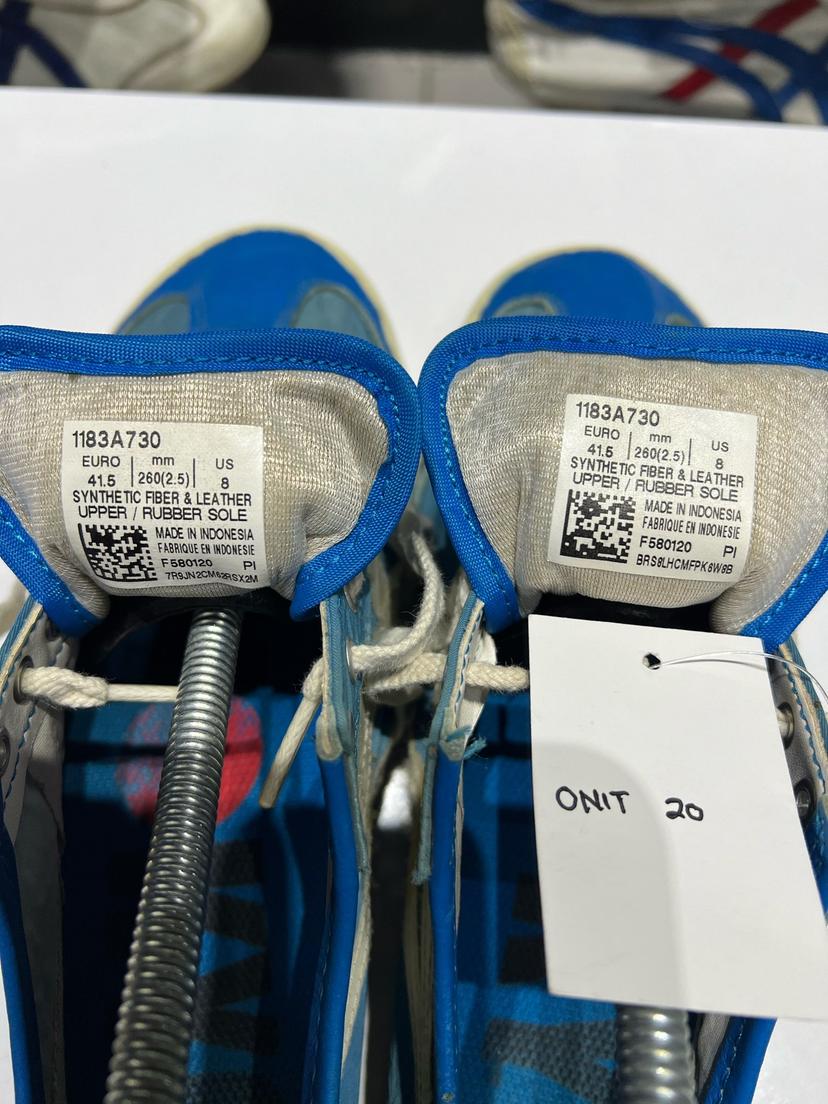 1183A730
EURO mm US
41.5 260(2.5) 8
SYNTHETIC FIBER & LEATHER
UPPER / RUBBER SOLE
MADE IN INDONESIA
FABRIQUE EN INDONESIE
F580120 PI
7R9JN2CM62RSX2M
1183A730
EURO mm US
41.5 260(2.5) 8
SYNTHETIC FIBER & LEATHER
UPPER / RUBBER SOLE
MADE IN INDONESIA
FABRIQUE EN INDONESIE
F580120 PI
BRS8LHCMFPK6W9B
ONIT 20